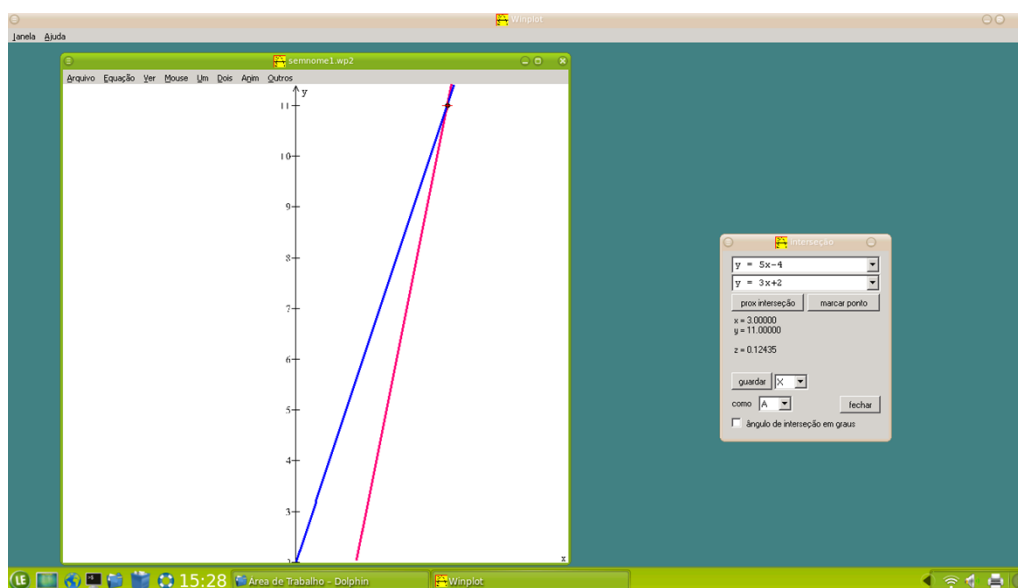 Winplot
Janela Ajuda
semnome1.wp2
Arquivo Equação Ver Mouse Um Dois Anim Outros
y
11
10
9
8
7
6
5
4
3
2
x
interseção
y = 5x-4
y = 3x+2
prox interseção marcar ponto
x = 3.00000
y = 11.00000
z = 0.12435
guardar X
como A fechar
ângulo de interseção em graus
LE 15:28 Área de Trabalho - Dolphin Winplot